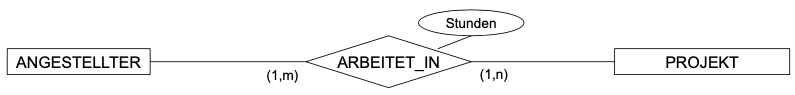 Stunden
ANGESTELLTER
ARBEITET_IN
PROJEKT
(1,m)
(1,n)